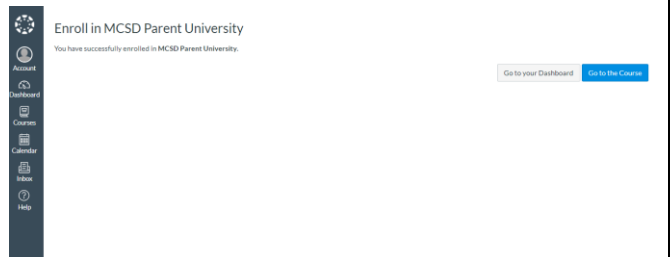 Enroll in MCSD Parent University
You have successfully enrolled in MCSD Parent University.
Go to your Dashboard
Go to the Course
Account
Dashboard
Courses
Calendar
Inbox
Help